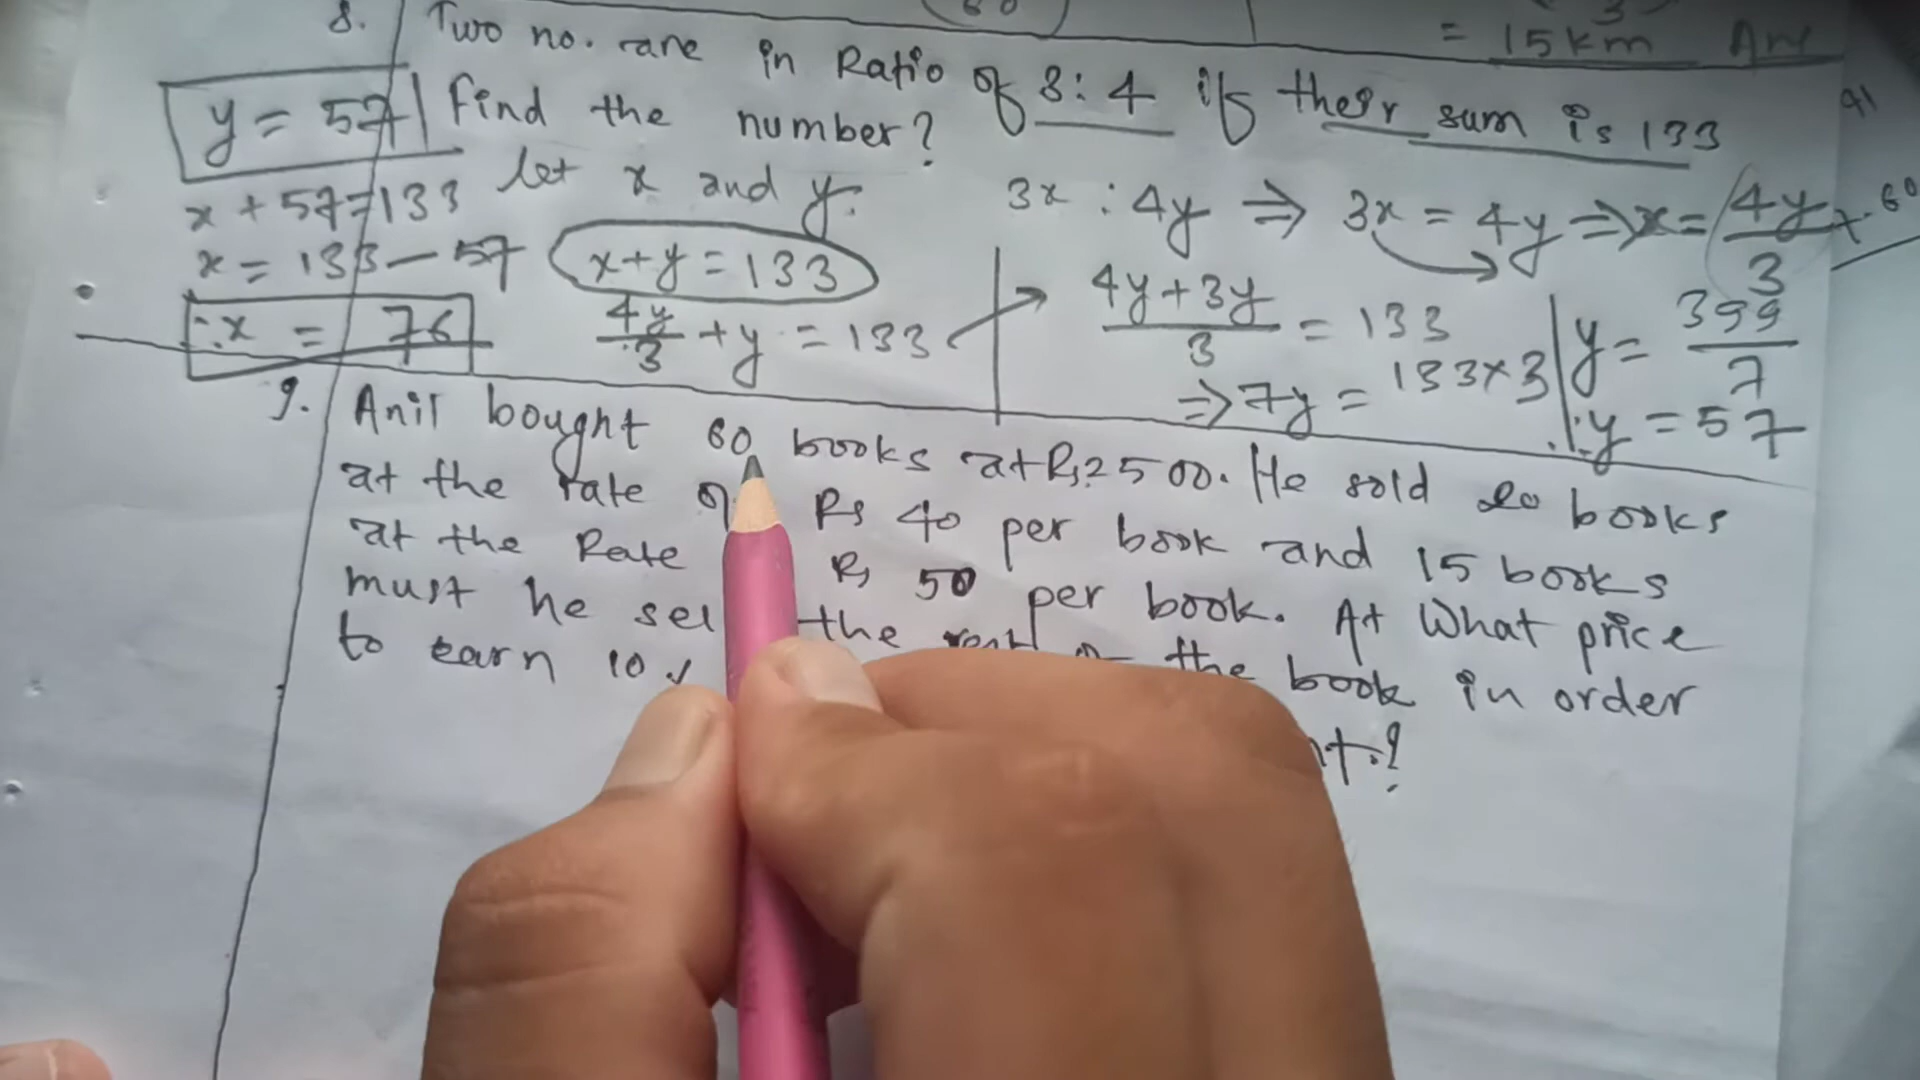 = 15km Ans
8. Two no. are in Ratio of 3:4 if their sum is 133
Find the number?
y = 57
let x and y.
3x : 4y ⇒ 3x = 4y ⇒ x = 4y/3
x + 57 = 133
x = 133 - 57
x + y = 133
∴ x = 76
4y/3 + y = 133
4y + 3y/3 = 133
⇒ 7y = 133 x 3
y = 399/7
∴ y = 57
9. Anil bought 60 books at Rs 2500. He sold 20 books
at the rate Rs 40 per book and 15 books
at the Rate Rs 50 per book. At What price
must he the the book in order
to earn 10